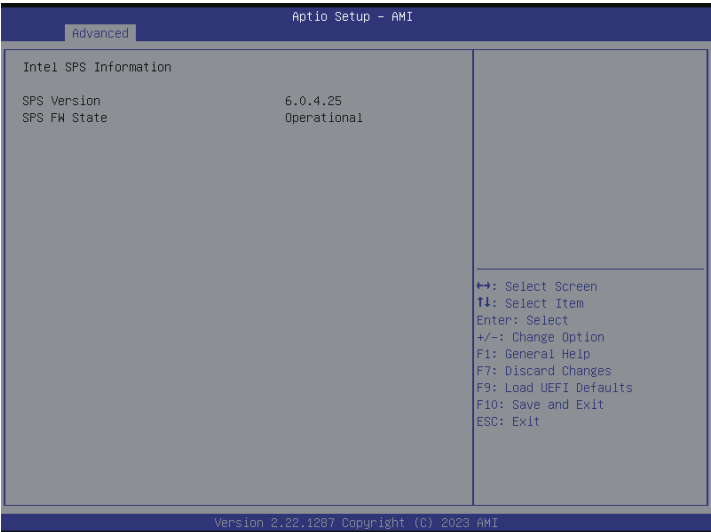 Aptio Setup – AMI
Advanced
Intel SPS Information
SPS Version 6.0.4.25
SPS FW State Operational
↔: Select Screen
↑↓: Select Item
Enter: Select
+/-: Change Option
F1: General Help
F7: Discard Changes
F9: Load UEFI Defaults
F10: Save and Exit
ESC: Exit
Version 2.22.1287 Copyright (C) 2023 AMI